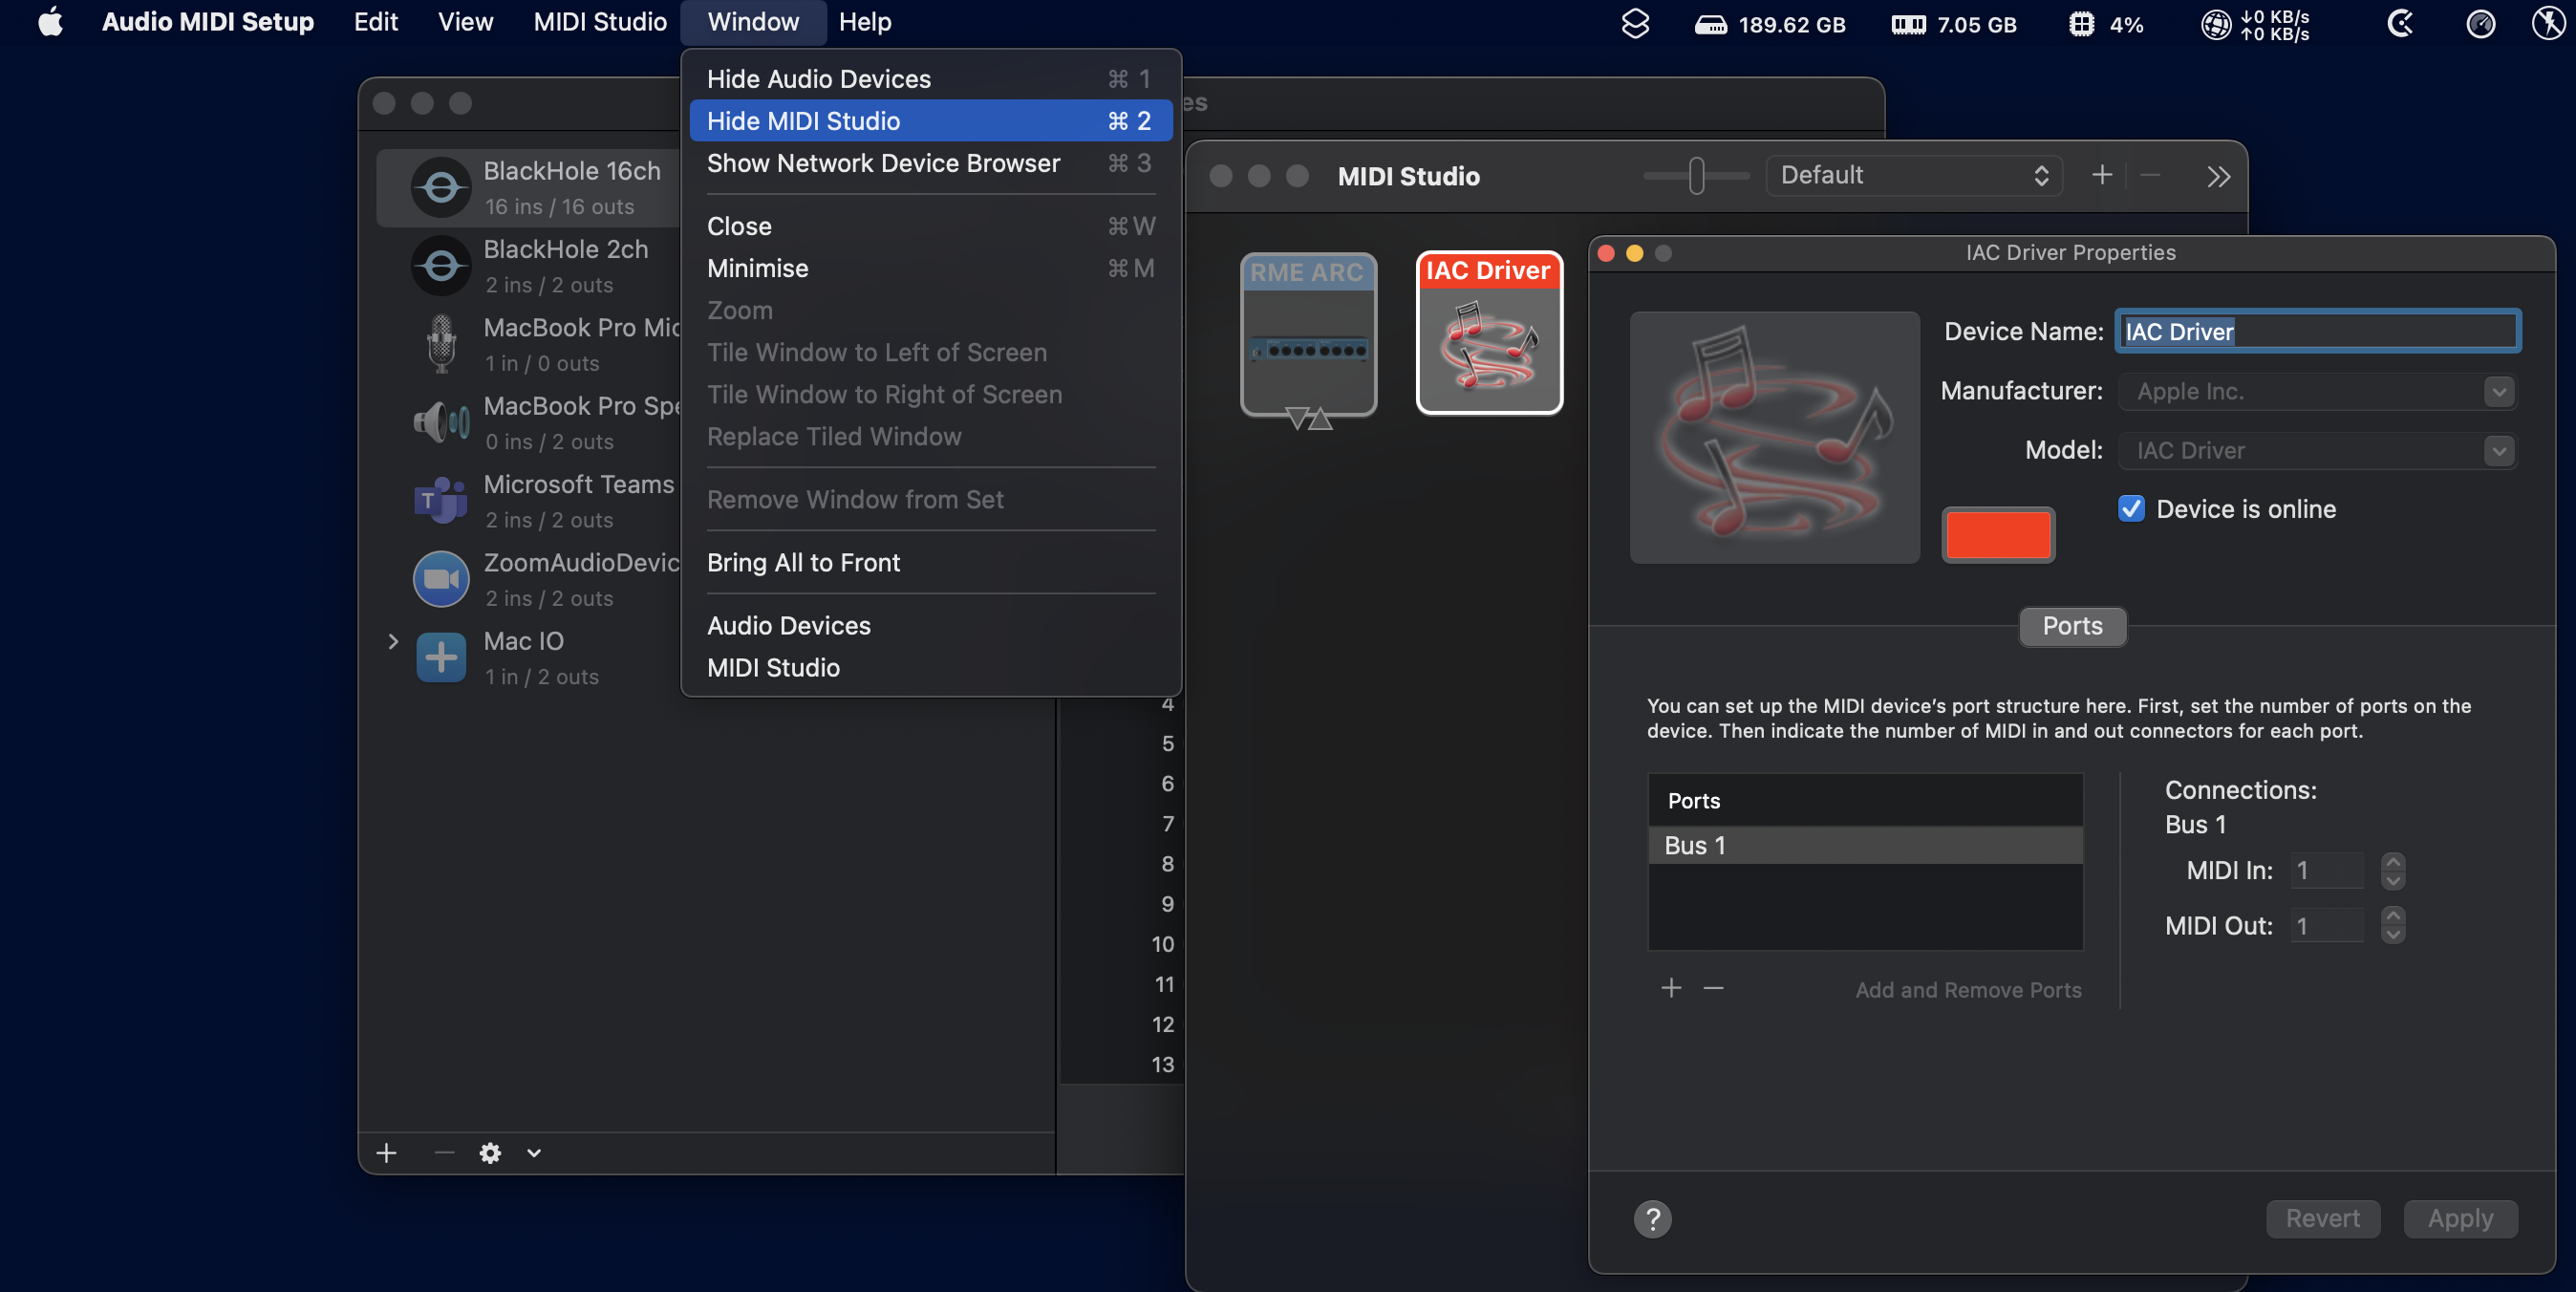 Audio MIDI Setup Edit View MIDI Studio Window Help 189.62 GB 7.05 GB 4% ↓0 KB/s
↑0 KB/s
Hide Audio Devices ⌘ 1
Hide MIDI Studio ⌘ 2
Show Network Device Browser ⌘ 3
Close ⌘ W
Minimise ⌘ M
Zoom
Tile Window to Left of Screen
Tile Window to Right of Screen
Replace Tiled Window
Remove Window from Set
Bring All to Front
Audio Devices
MIDI Studio
es
BlackHole 16ch
16 ins / 16 outs
BlackHole 2ch
2 ins / 2 outs
MacBook Pro Mic
1 in / 0 outs
MacBook Pro Spe
0 ins / 2 outs
T
Microsoft Teams
2 ins / 2 outs
ZoomAudioDevic
2 ins / 2 outs
Mac IO
1 in / 2 outs
4
5
6
7
8
9
10
11
12
13
MIDI Studio Default
RME ARC
IAC Driver
IAC Driver Properties
Device Name: IAC Driver
Manufacturer: Apple Inc.
Model: IAC Driver
Device is online
Ports
You can set up the MIDI device’s port structure here. First, set the number of ports on the
device. Then indicate the number of MIDI in and out connectors for each port.
Ports
Bus 1
Add and Remove Ports
Connections:
Bus 1
MIDI In: 1
MIDI Out: 1
? Revert Apply